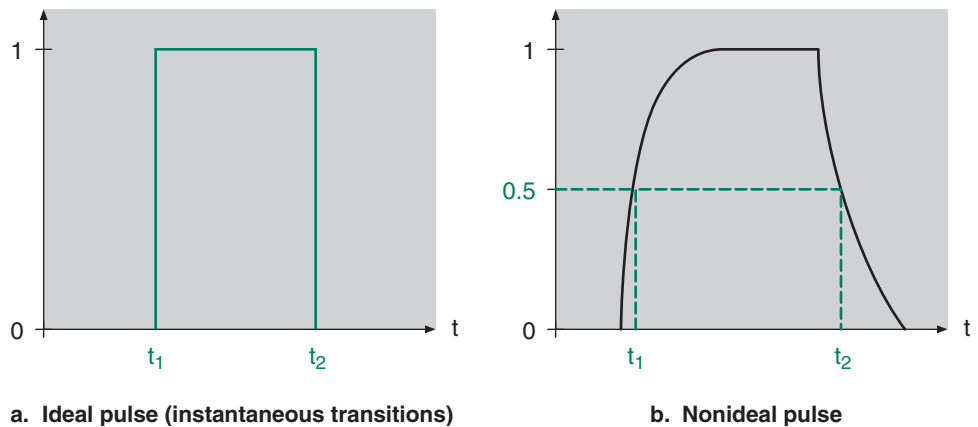 1
0
t
t1
t2
a. Ideal pulse (instantaneous transitions)
1
0.5
0
t
t1
t2
b. Nonideal pulse